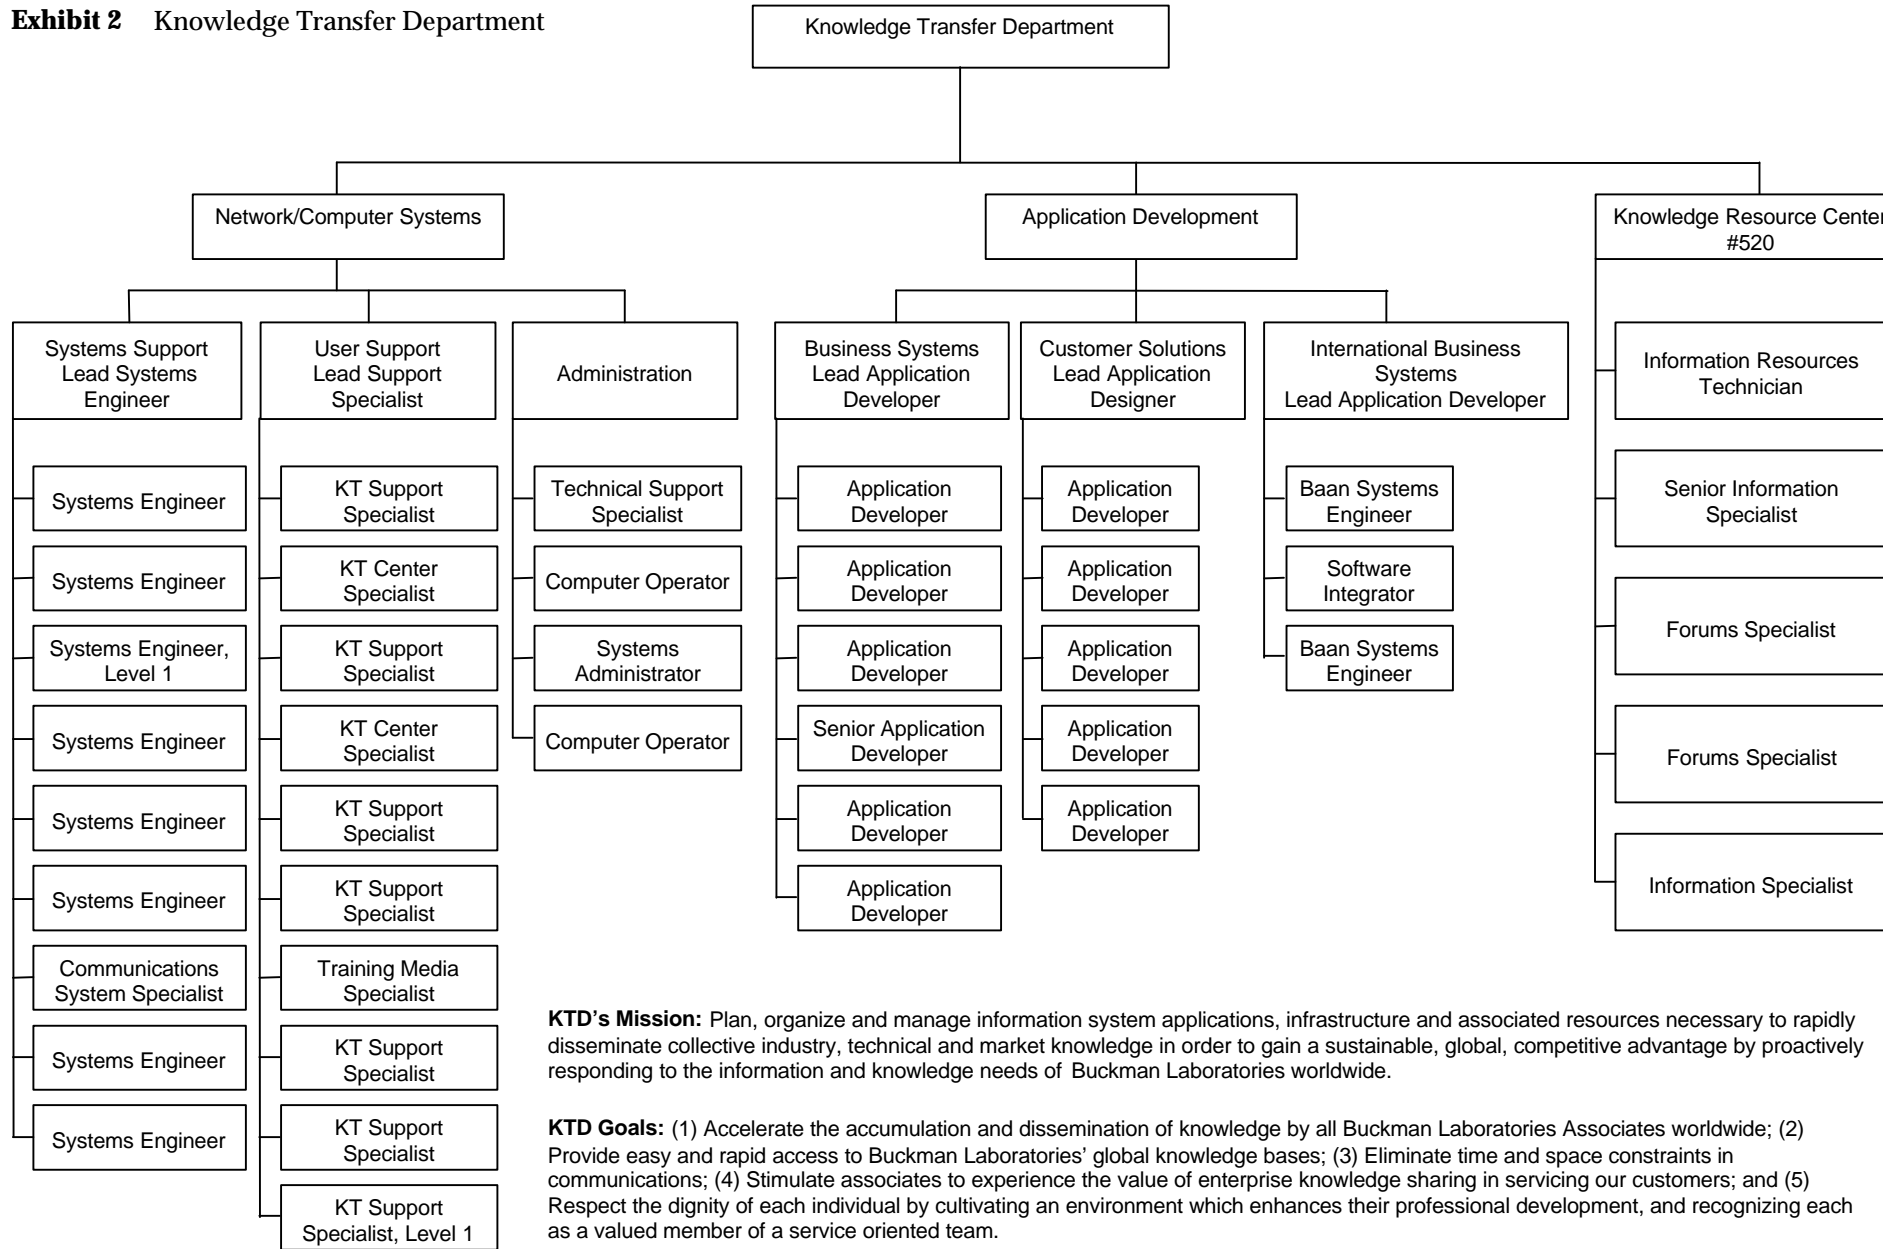 Exhibit 2 Knowledge Transfer Department
Knowledge Transfer Department
Network/Computer Systems
Application Development
Knowledge Resource Center
#520
Systems Support
Lead Systems
Engineer
User Support
Lead Support
Specialist
Administration
Business Systems
Lead Application
Developer
Customer Solutions
Lead Application
Designer
International Business
Systems
Lead Application Developer
Information Resources
Technician
Systems Engineer
Systems Engineer
Systems Engineer,
Level 1
Systems Engineer
Systems Engineer
Systems Engineer
Communications
System Specialist
Systems Engineer
Systems Engineer
KT Support
Specialist
KT Center
Specialist
KT Support
Specialist
KT Center
Specialist
KT Support
Specialist
KT Support
Specialist
Training Media
Specialist
KT Support
Specialist
KT Support
Specialist
KT Support
Specialist, Level 1
Technical Support
Specialist
Computer Operator
Systems
Administrator
Computer Operator
Application
Developer
Application
Developer
Application
Developer
Senior Application
Developer
Application
Developer
Application
Developer
Application
Developer
Application
Developer
Application
Developer
Application
Developer
Application
Developer
Baan Systems
Engineer
Software
Integrator
Baan Systems
Engineer
Senior Information
Specialist
Forums Specialist
Forums Specialist
Information Specialist
KTD's Mission: Plan, organize and manage information system applications, infrastructure and associated resources necessary to rapidly
disseminate collective industry, technical and market knowledge in order to gain a sustainable, global, competitive advantage by proactively
responding to the information and knowledge needs of Buckman Laboratories worldwide.
KTD Goals: (1) Accelerate the accumulation and dissemination of knowledge by all Buckman Laboratories Associates worldwide; (2)
Provide easy and rapid access to Buckman Laboratories' global knowledge bases; (3) Eliminate time and space constraints in
communications; (4) Stimulate associates to experience the value of enterprise knowledge sharing in servicing our customers; and (5)
Respect the dignity of each individual by cultivating an environment which enhances their professional development, and recognizing each
as a valued member of a service oriented team.